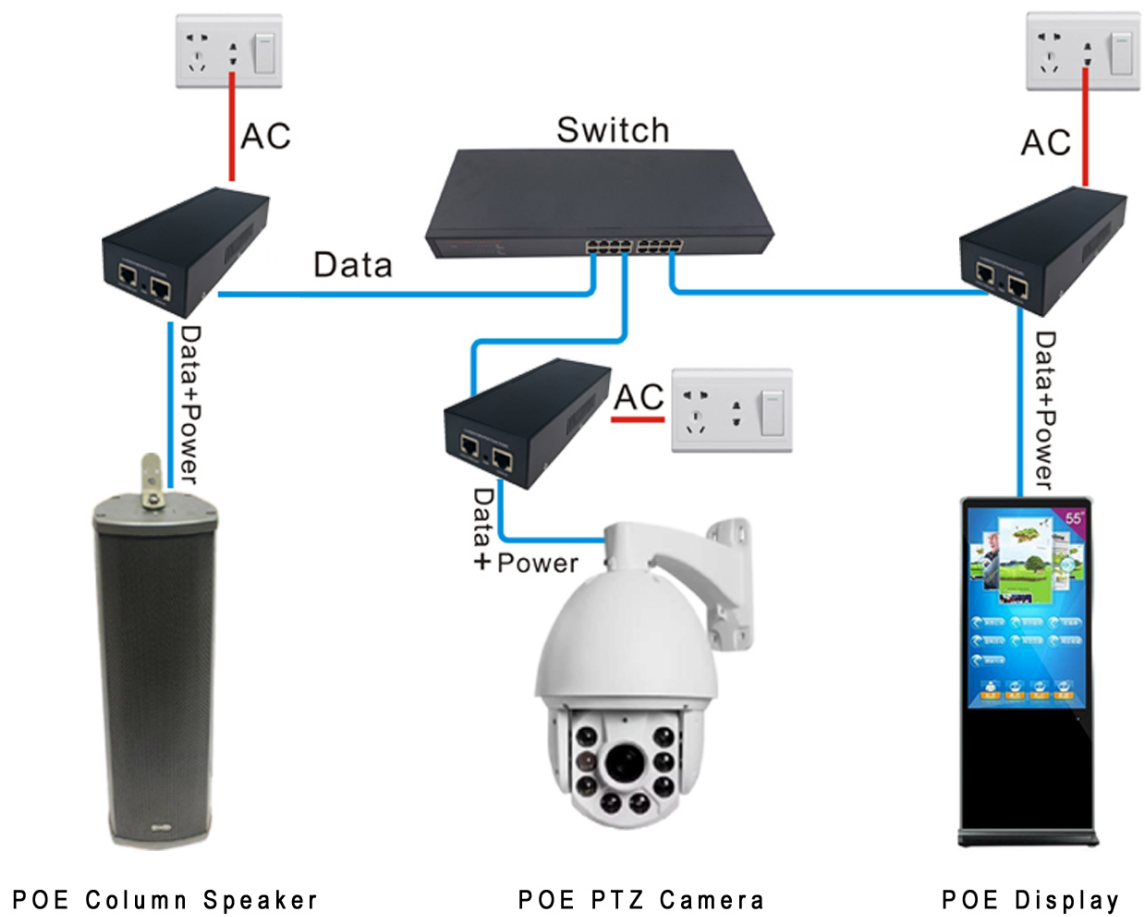 Switch
AC
AC
Data
Data+Power
AC
Data+Power
Data
+Power
55"
POE Column Speaker
POE PTZ Camera
POE Display